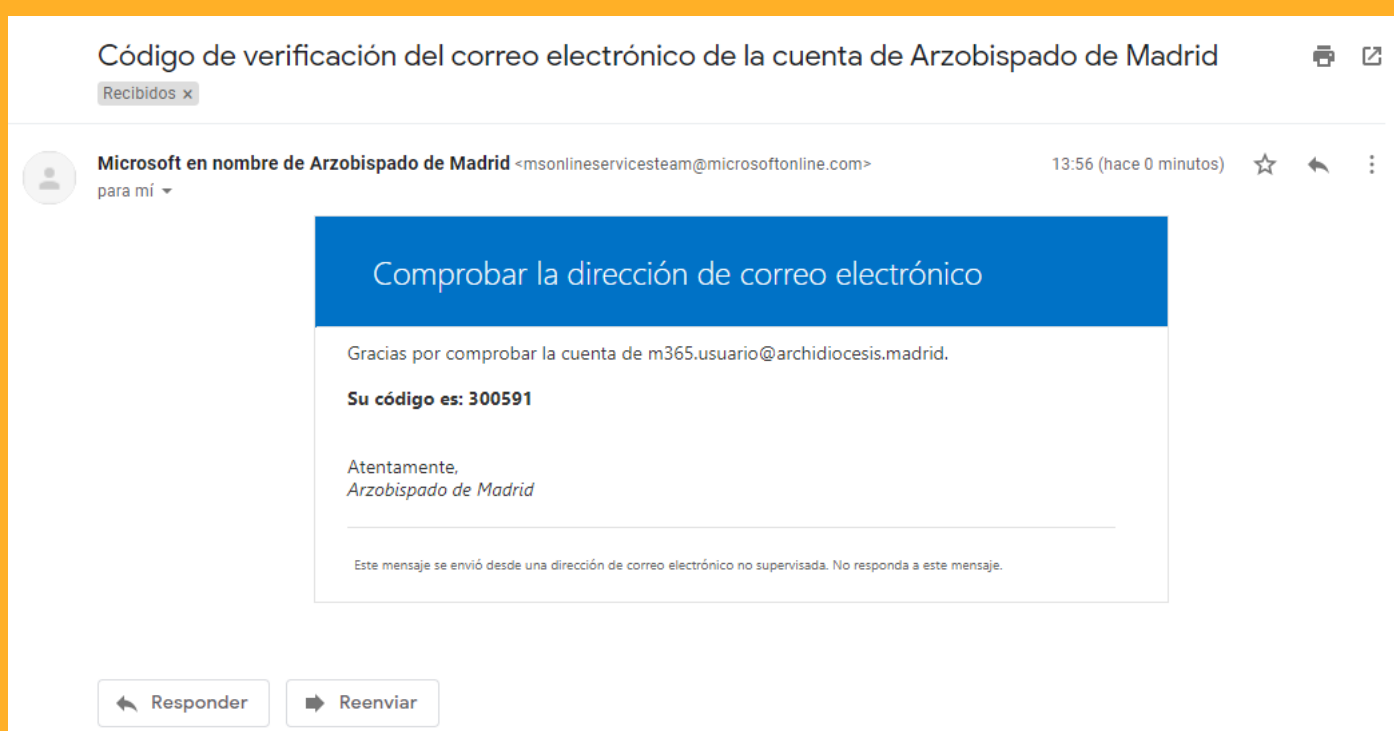 Código de verificación del correo electrónico de la cuenta de Arzobispado de Madrid
Recibidos x
Microsoft en nombre de Arzobispado de Madrid <msonlineservicesteam@microsoftonline.com> 13:56 (hace 0 minutos)
para mí
Comprobar la dirección de correo electrónico
Gracias por comprobar la cuenta de m365.usuario@archidiocesis.madrid.
Su código es: 300591
Atentamente,
Arzobispado de Madrid
Este mensaje se envió desde una dirección de correo electrónico no supervisada. No responda a este mensaje.
Responder Reenviar